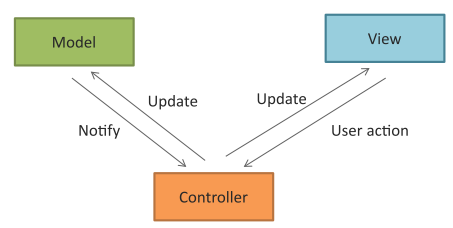 Model
View
Update
Update
Notify
User action
Controller